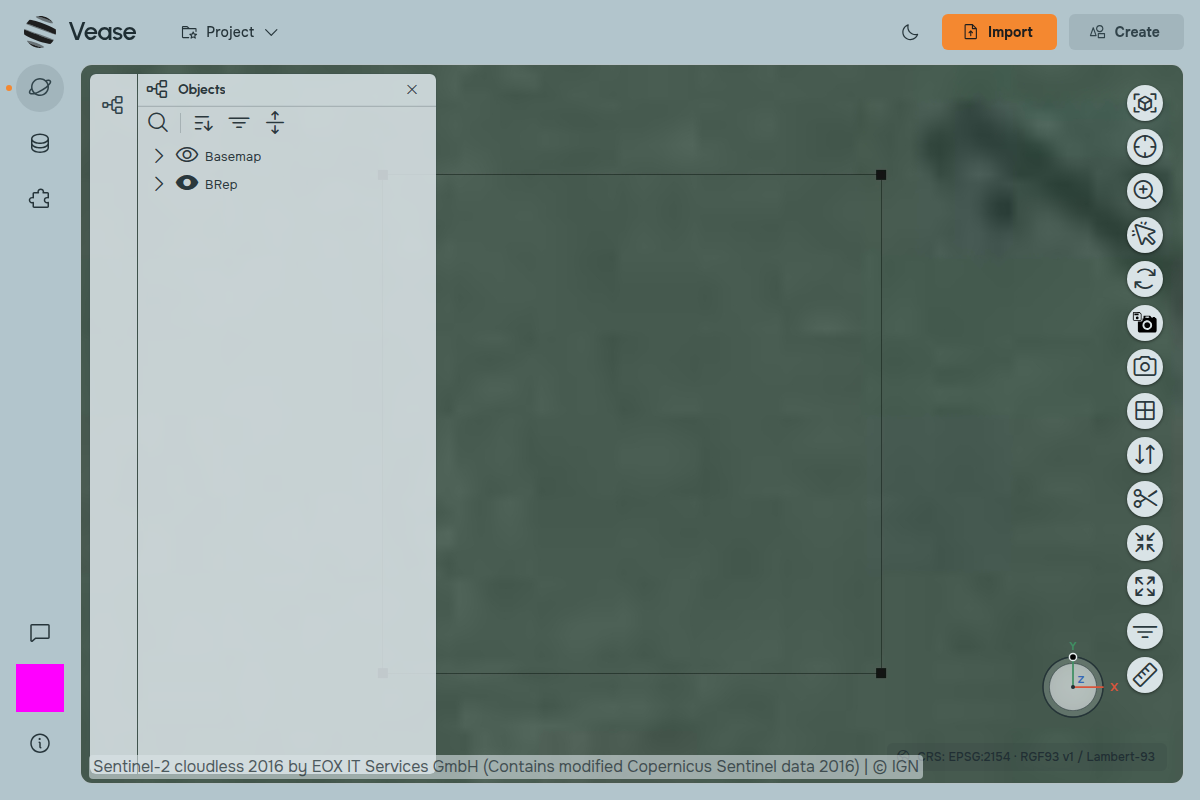 Vease
Project
Import
Create
Objects
Basemap
BRep
Y
Z
X
CRS: EPSG:2154 · RGF93 v1 / Lambert-93
Sentinel-2 cloudless 2016 by EOX IT Services GmbH (Contains modified Copernicus Sentinel data 2016) | © IGN